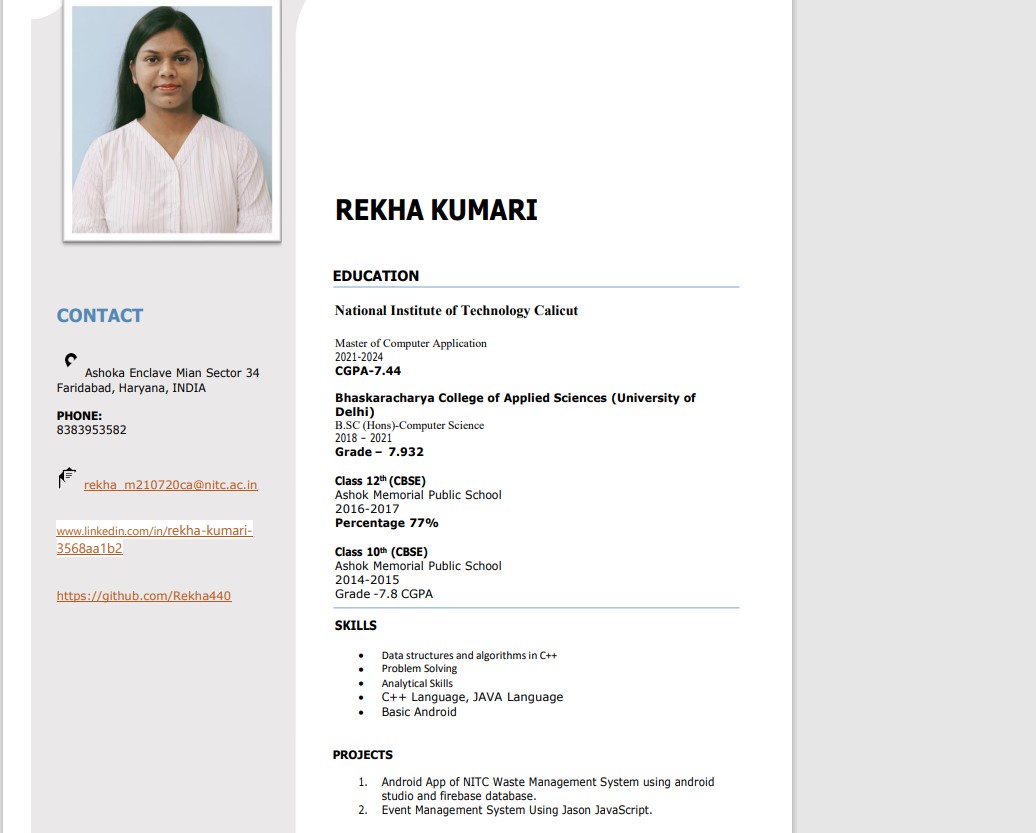 REKHA KUMARI
CONTACT
Ashoka Enclave Mian Sector 34
Faridabad, Haryana, INDIA
PHONE:
8383953582
rekha_m210720ca@nitc.ac.in
www.linkedin.com/in/rekha-kumari-
3568aa1b2
https://github.com/Rekha440
EDUCATION
National Institute of Technology Calicut
Master of Computer Application
2021-2024
CGPA-7.44
Bhaskaracharya College of Applied Sciences (University of
Delhi)
B.SC (Hons)-Computer Science
2018 – 2021
Grade – 7.932
Class 12th (CBSE)
Ashok Memorial Public School
2016-2017
Percentage 77%
Class 10th (CBSE)
Ashok Memorial Public School
2014-2015
Grade -7.8 CGPA
SKILLS
• Data structures and algorithms in C++
• Problem Solving
• Analytical Skills
• C++ Language, JAVA Language
• Basic Android
PROJECTS
1. Android App of NITC Waste Management System using android
studio and firebase database.
2. Event Management System Using Jason JavaScript.